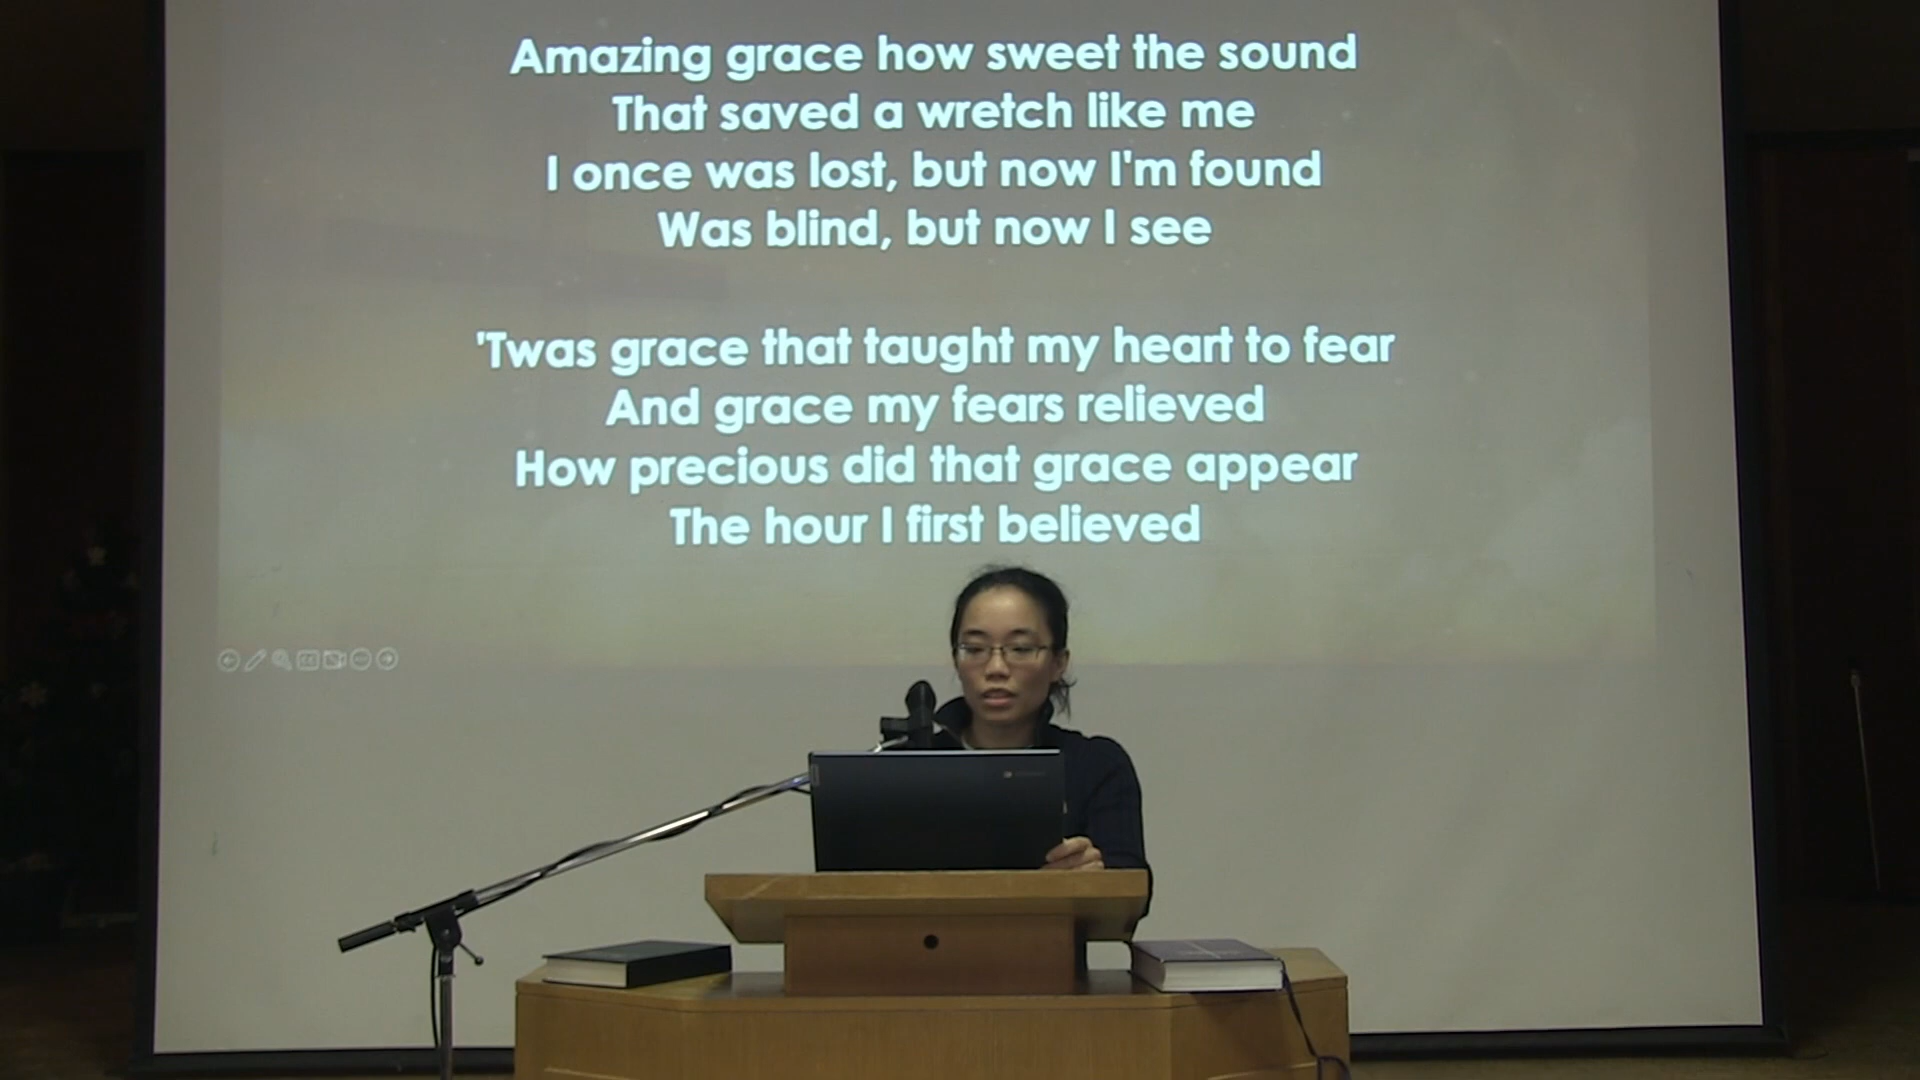 Amazing grace how sweet the sound
That saved a wretch like me
I once was lost, but now I'm found
Was blind, but now I see
'Twas grace that taught my heart to fear
And grace my fears relieved
How precious did that grace appear
The hour I first believed